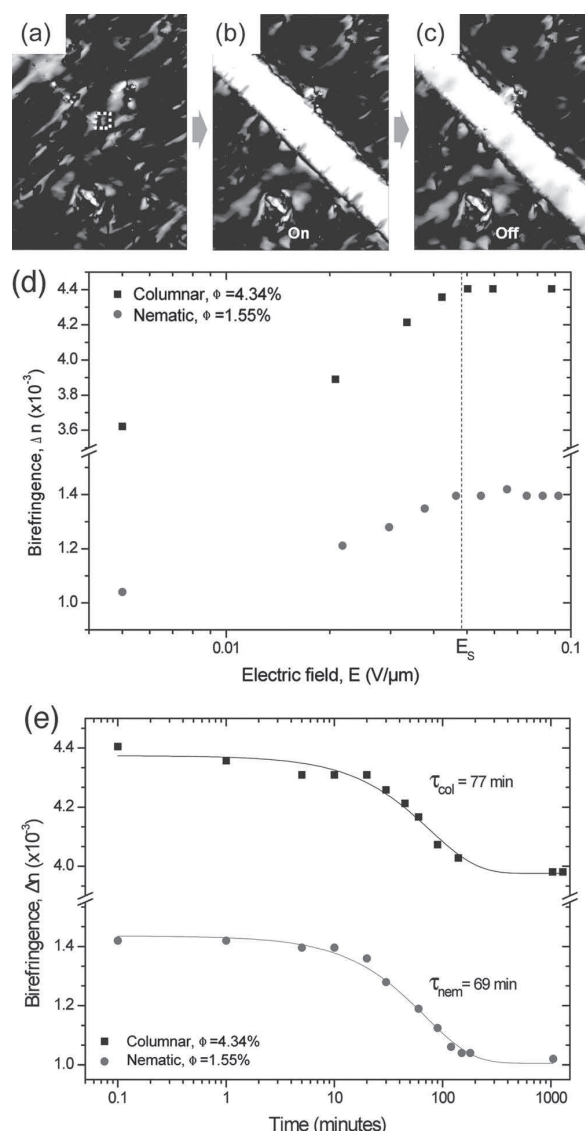 (a)
(b)
(c)
On
Off
(d)
■ Columnar, Φ =4.34%
● Nematic, Φ =1.55%
Birefringence, Δ n (x10⁻³)
4.4
4.2
4.0
3.8
3.6
1.4
1.2
1.0
0.01
E_S
0.1
Electric field, E (V/μm)
(e)
τ_col = 77 min
τ_nem = 69 min
Birefringence, Δn (x10⁻³)
4.4
4.2
4.0
1.4
1.2
1.0
■ Columnar, Φ =4.34%
● Nematic, Φ =1.55%
0.1
1
10
100
1000
Time (minutes)